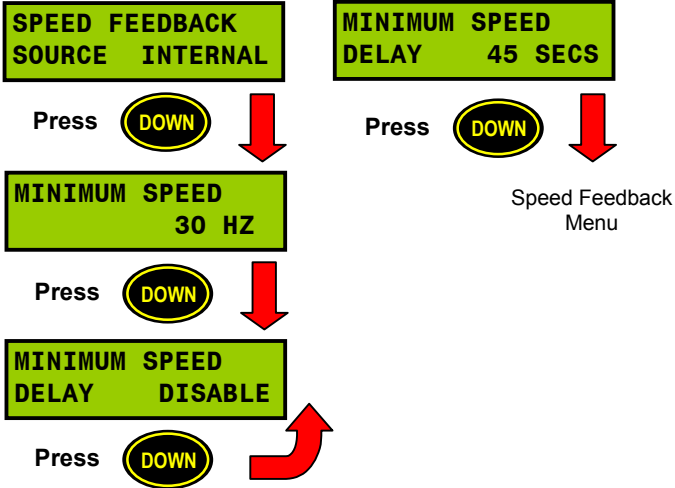 SPEED FEEDBACK
SOURCE INTERNAL
Press DOWN
MINIMUM SPEED
30 HZ
Press DOWN
MINIMUM SPEED
DELAY DISABLE
Press DOWN
MINIMUM SPEED
DELAY 45 SECS
Press DOWN
Speed Feedback
Menu